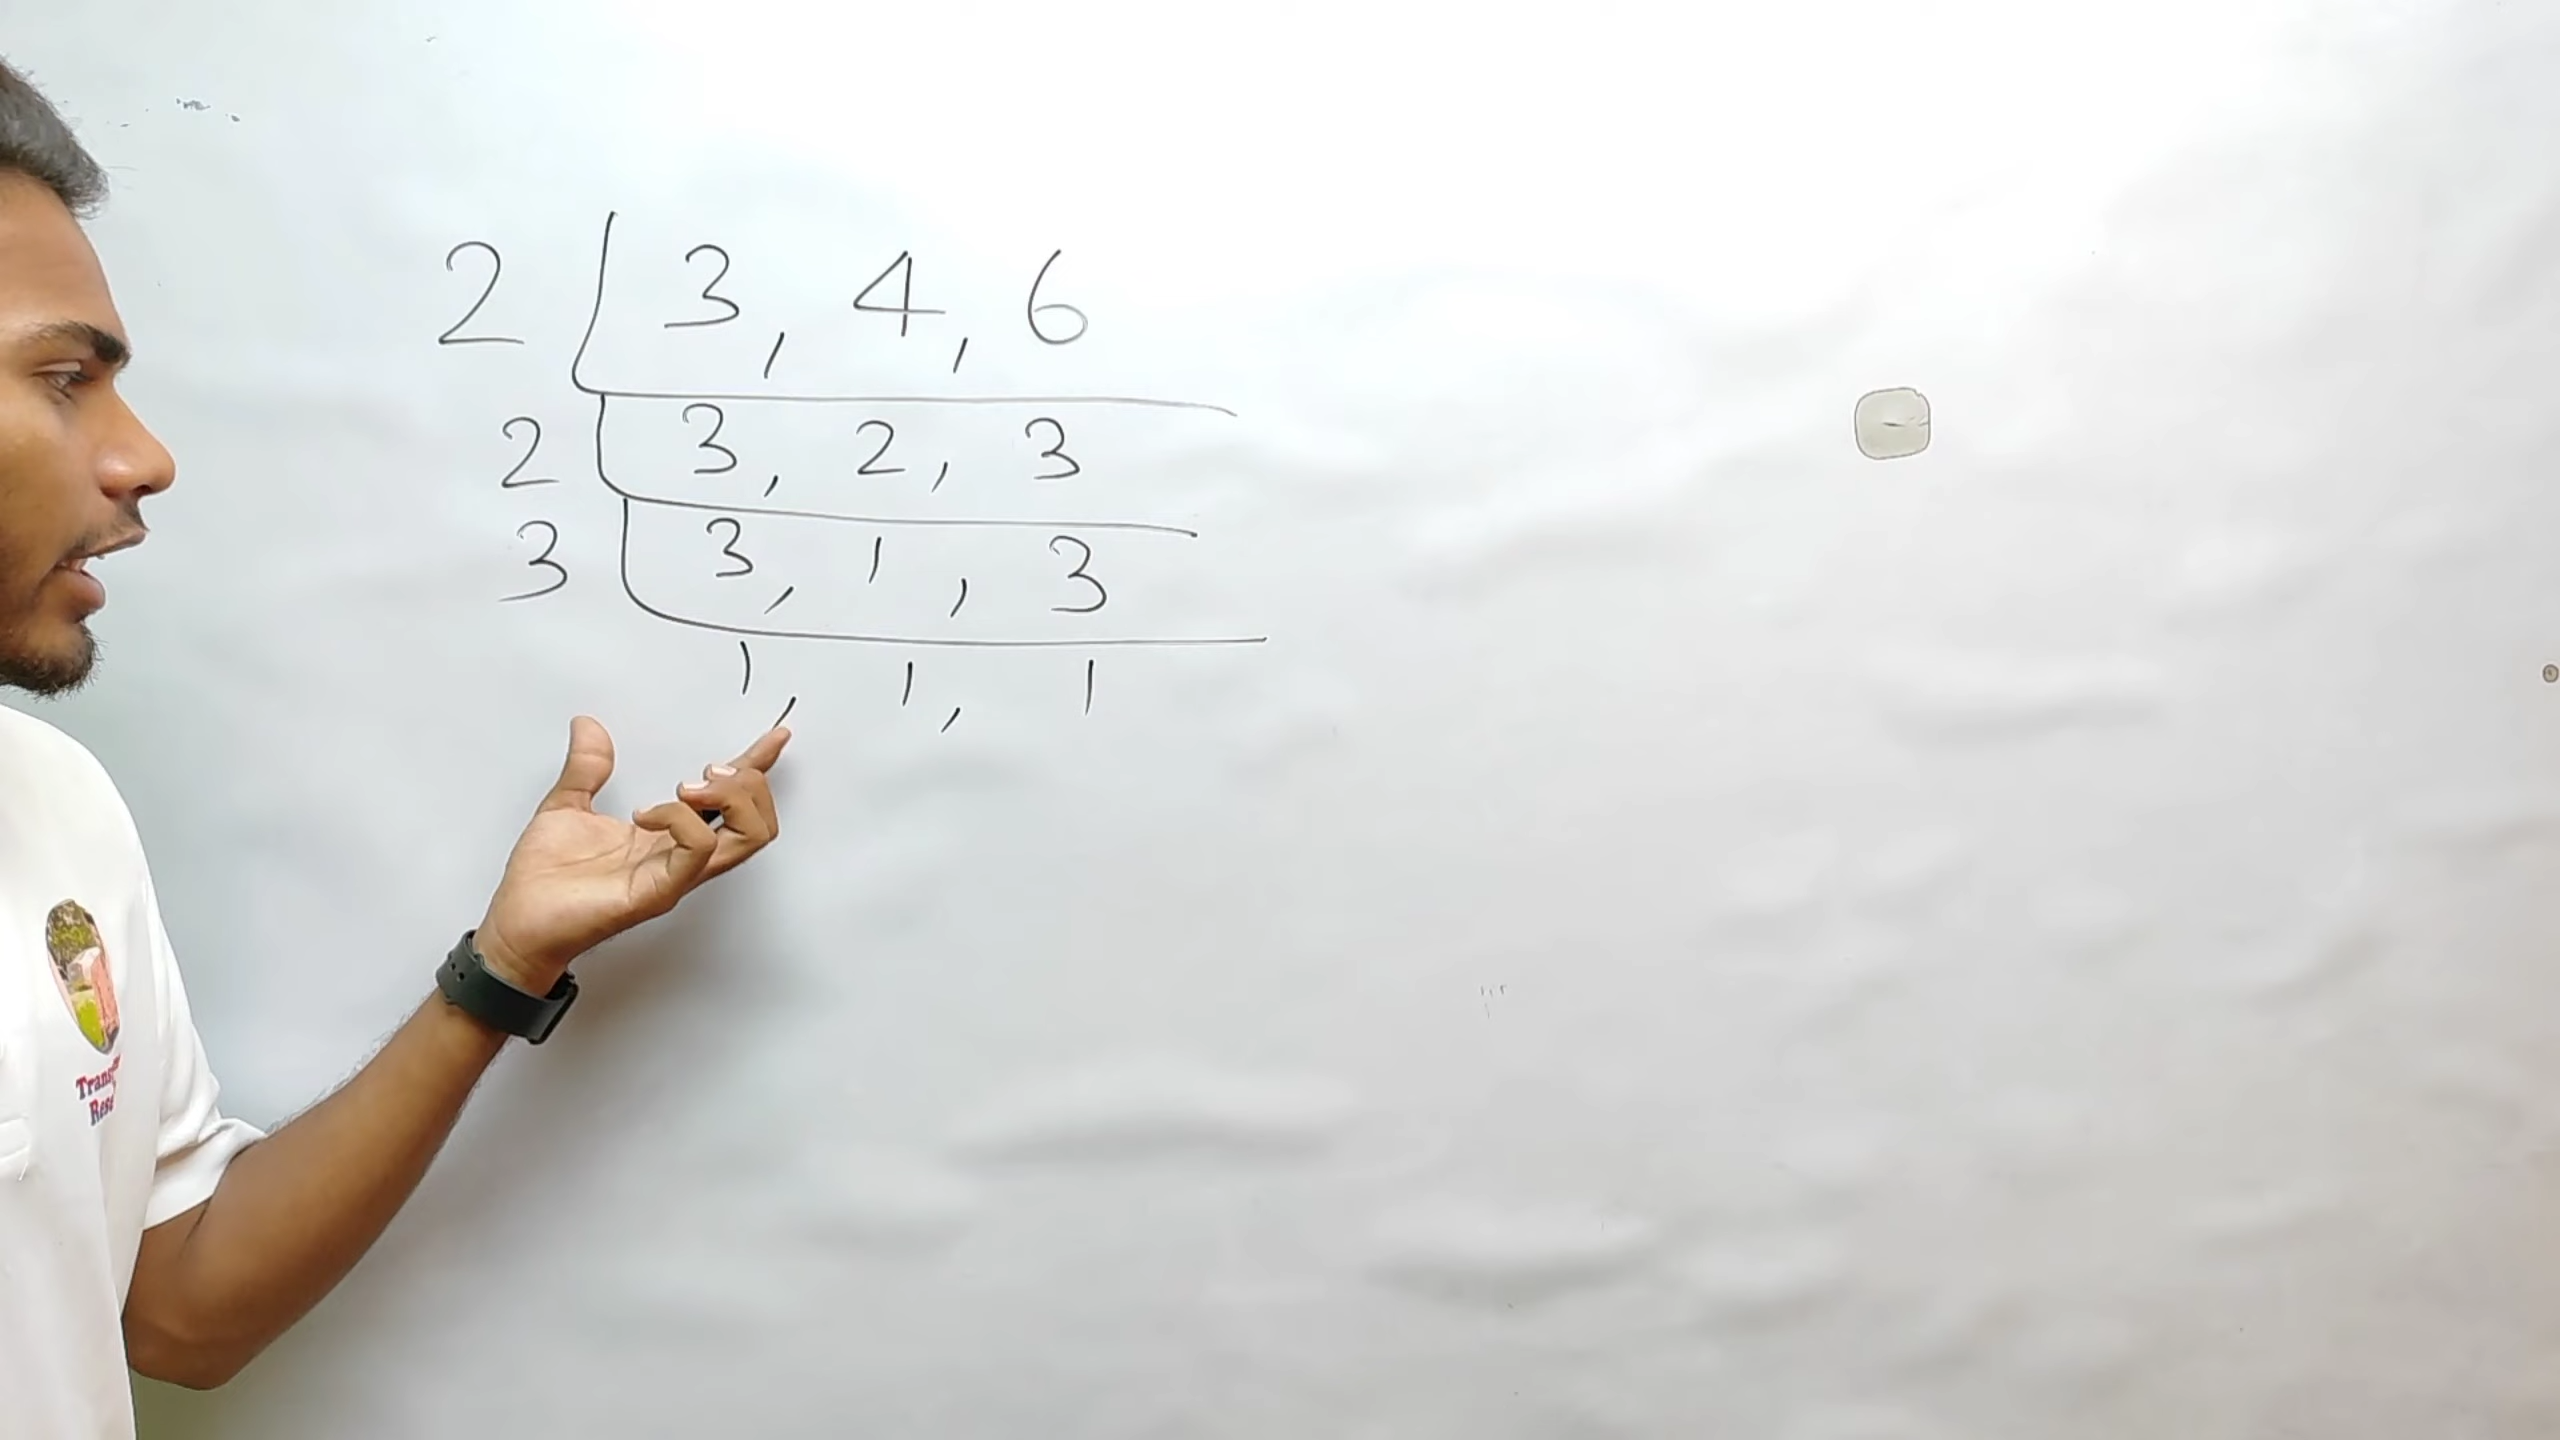 2 3, 4, 6
2 3, 2, 3
3 3, 1, 3
1, 1, 1